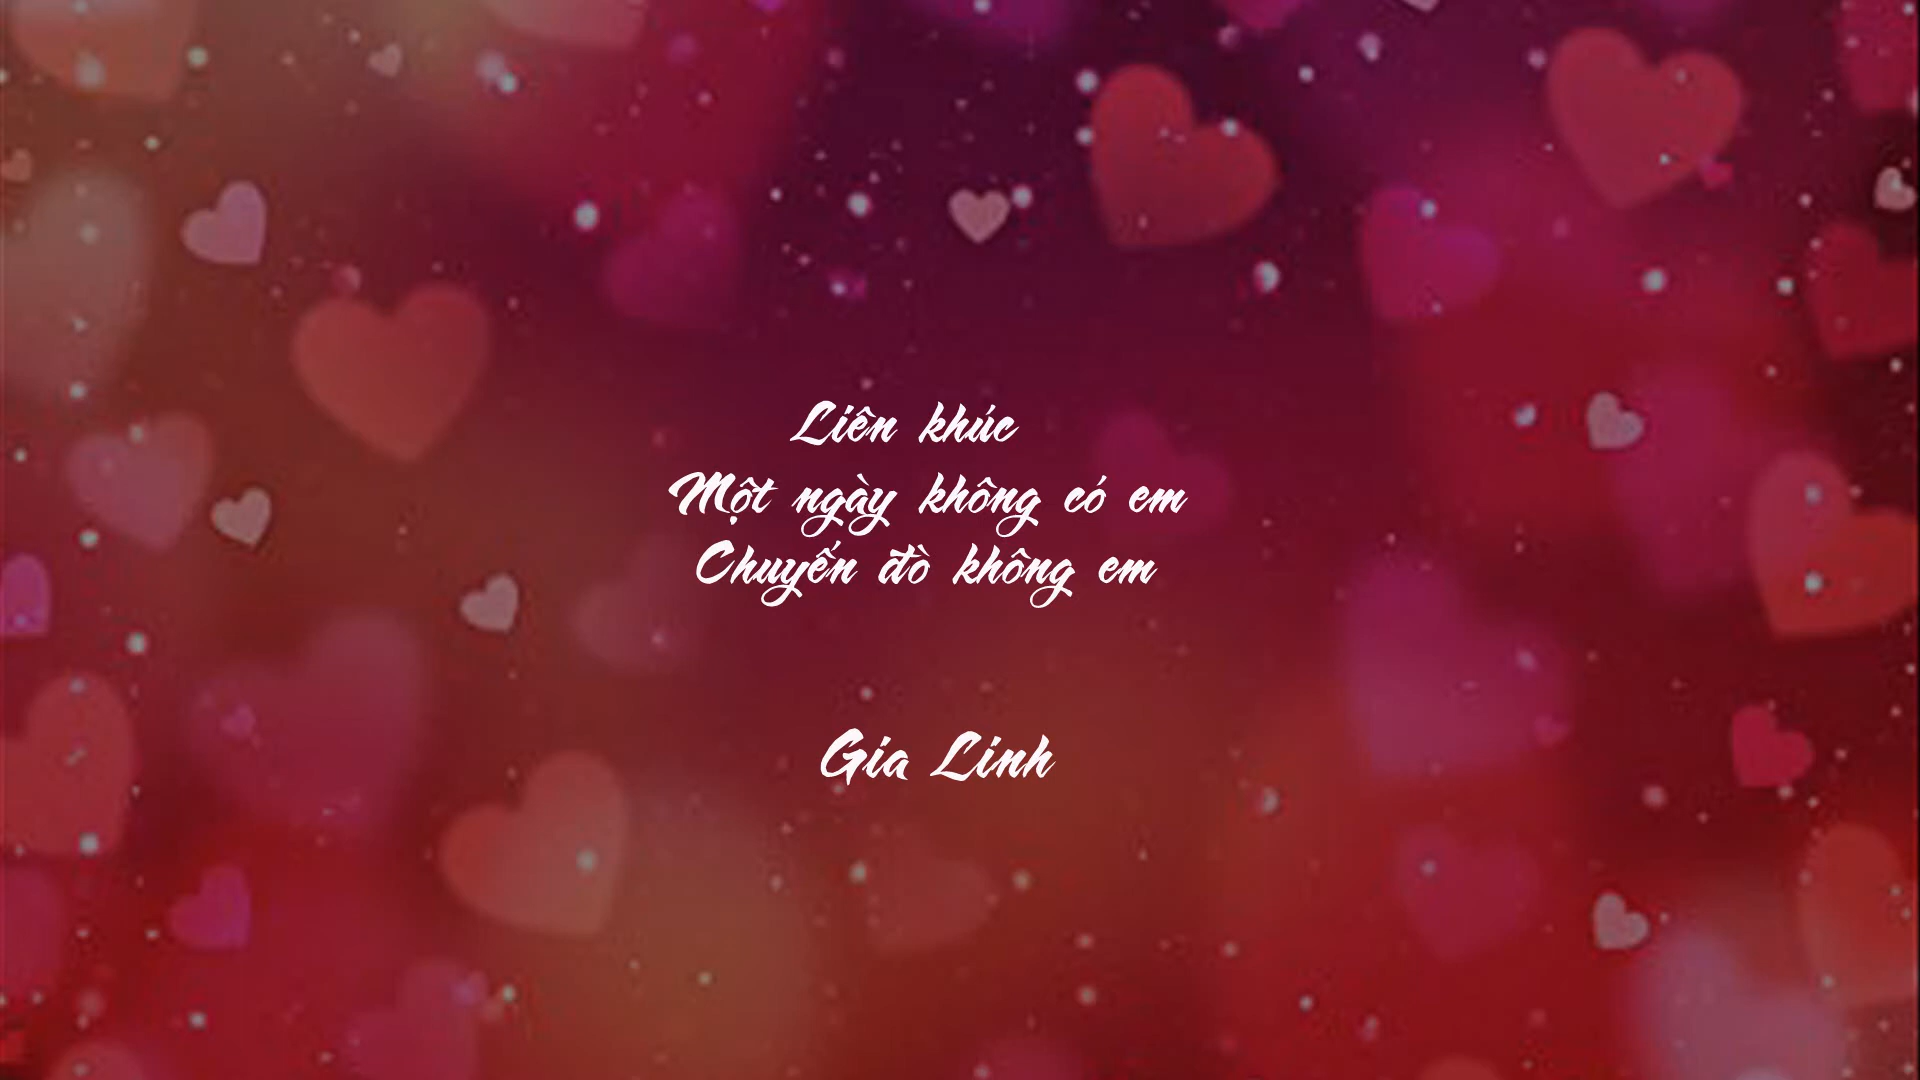 Liên khúc
Một ngày không có em
Chuyến đò không em
Gia Linh